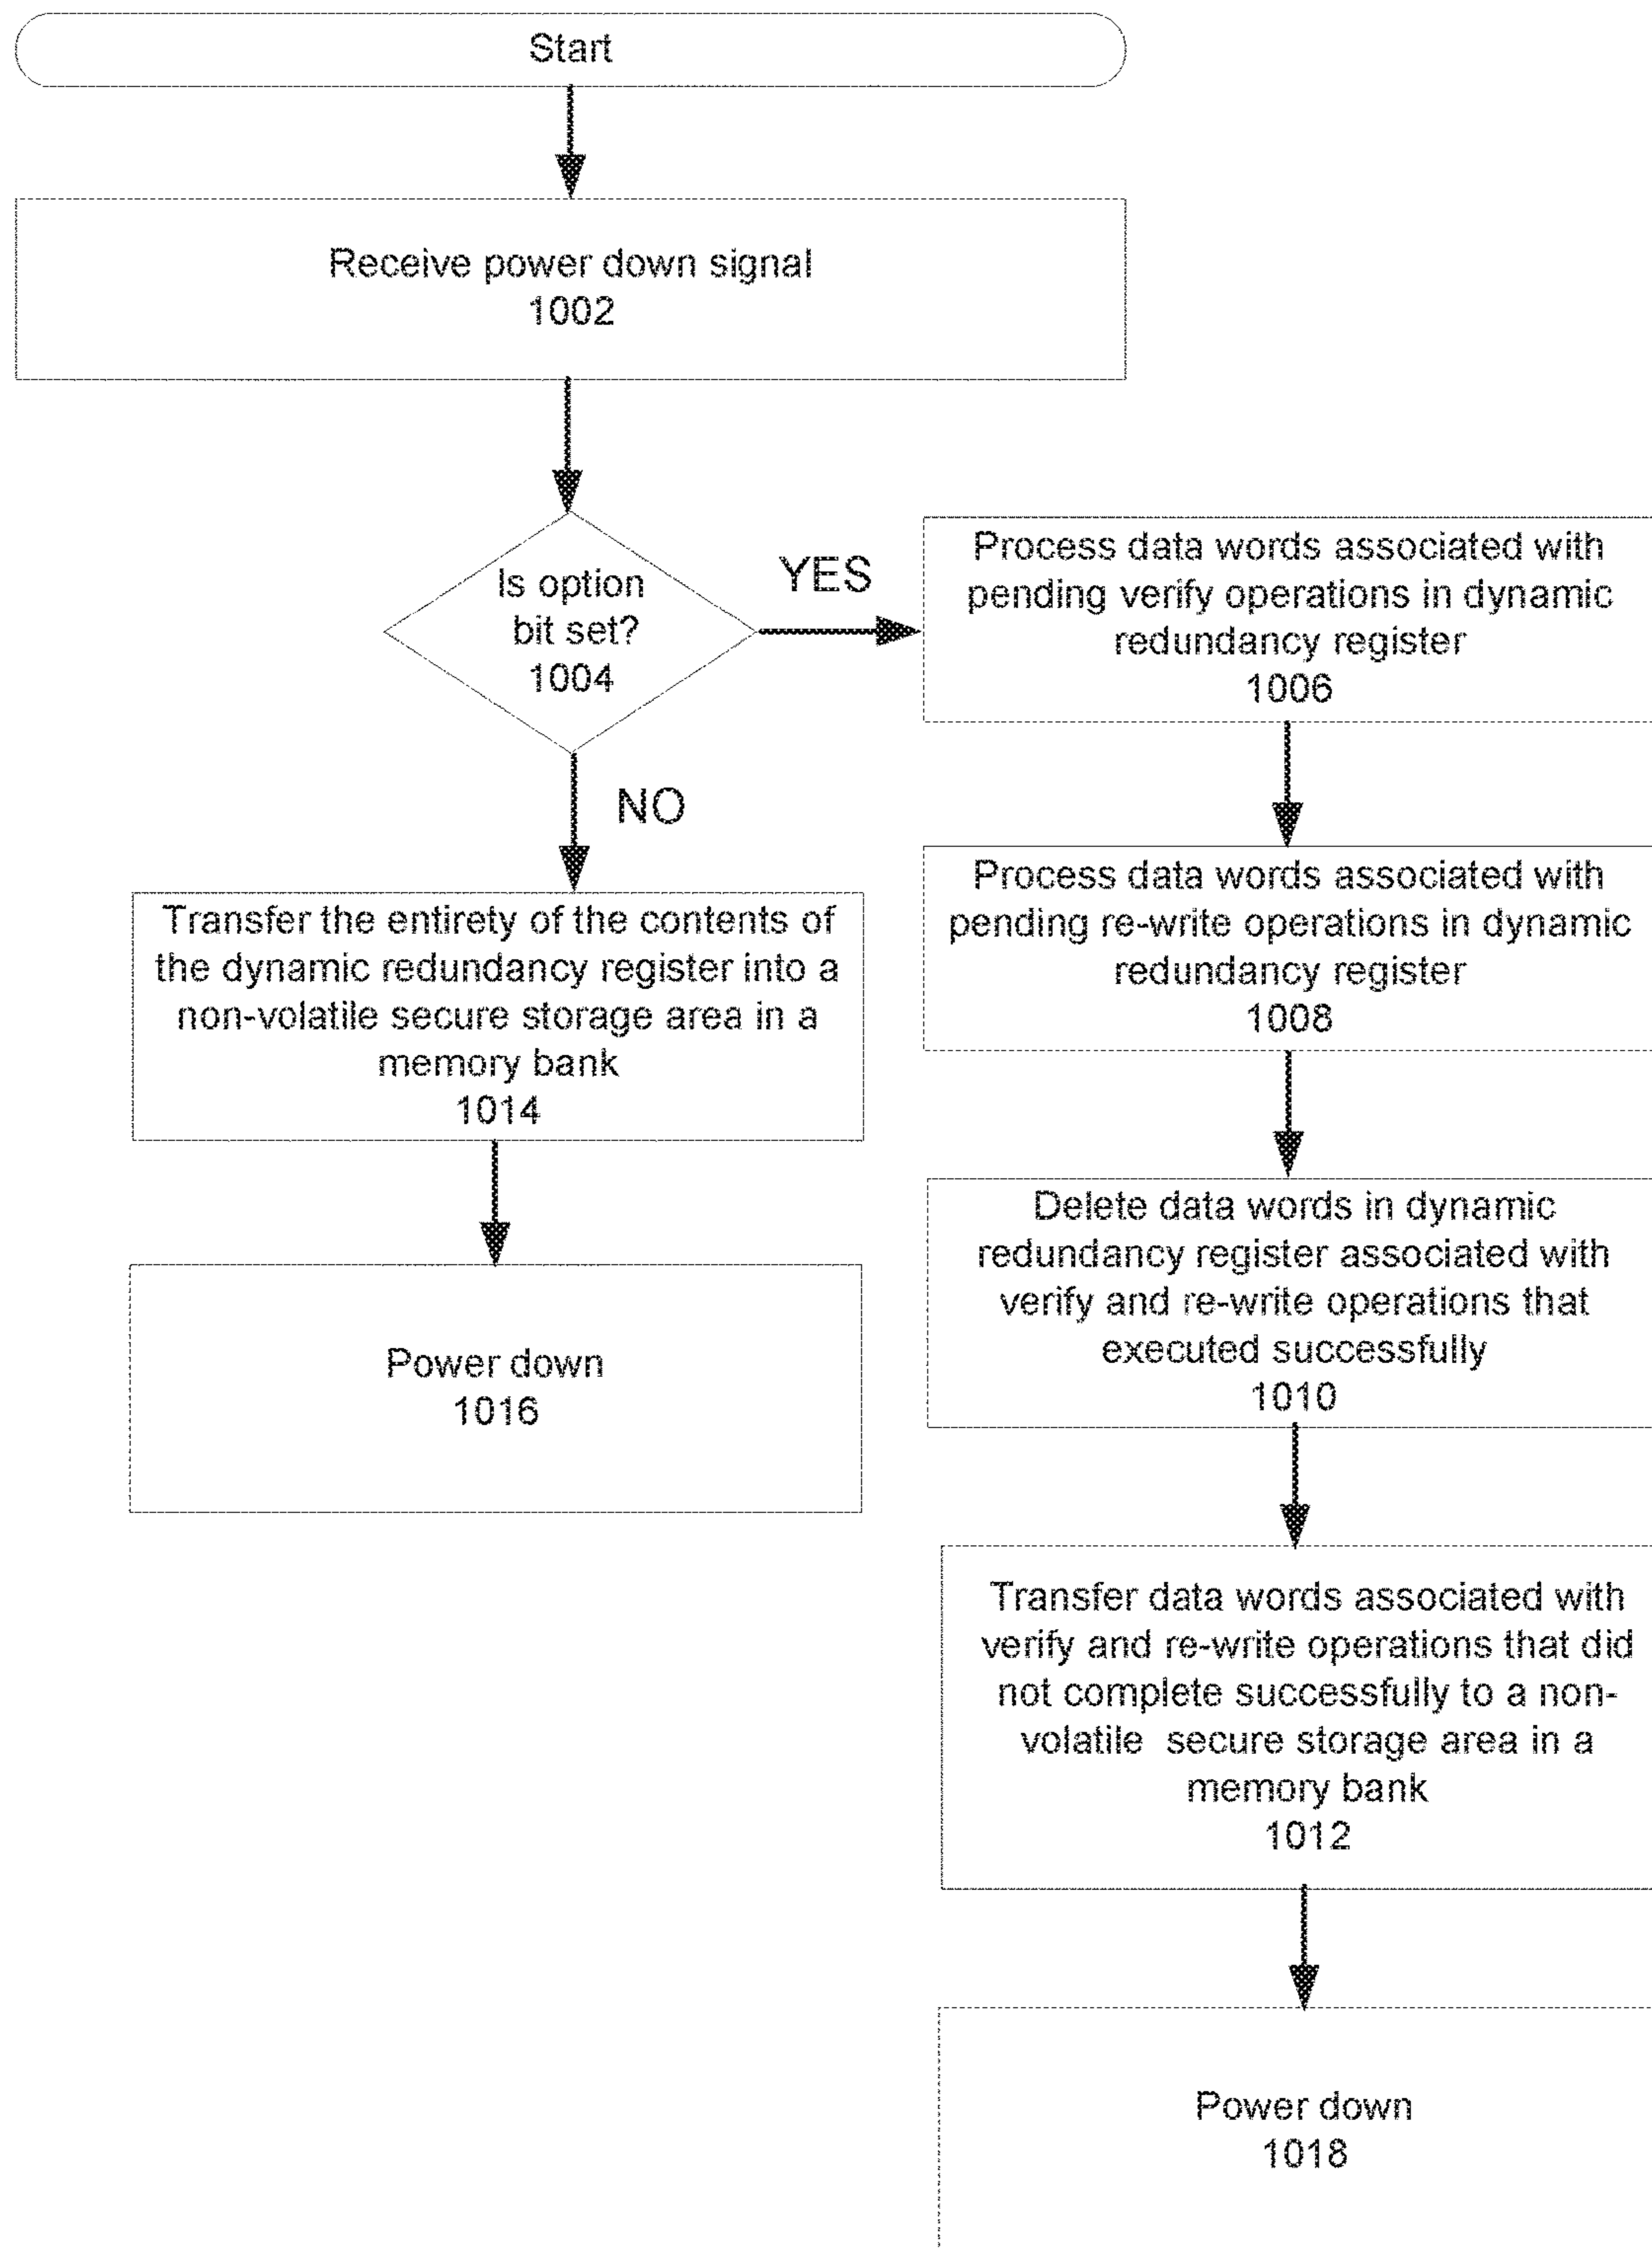 Start
Receive power down signal
1002
Is option
bit set?
1004
YES
NO
Process data words associated with
pending verify operations in dynamic
redundancy register
1006
Process data words associated with
pending re-write operations in dynamic
redundancy register
1008
Delete data words in dynamic
redundancy register associated with
verify and re-write operations that
executed successfully
1010
Transfer data words associated with
verify and re-write operations that did
not complete successfully to a non-
volatile secure storage area in a
memory bank
1012
Power down
1018
Transfer the entirety of the contents of
the dynamic redundancy register into a
non-volatile secure storage area in a
memory bank
1014
Power down
1016